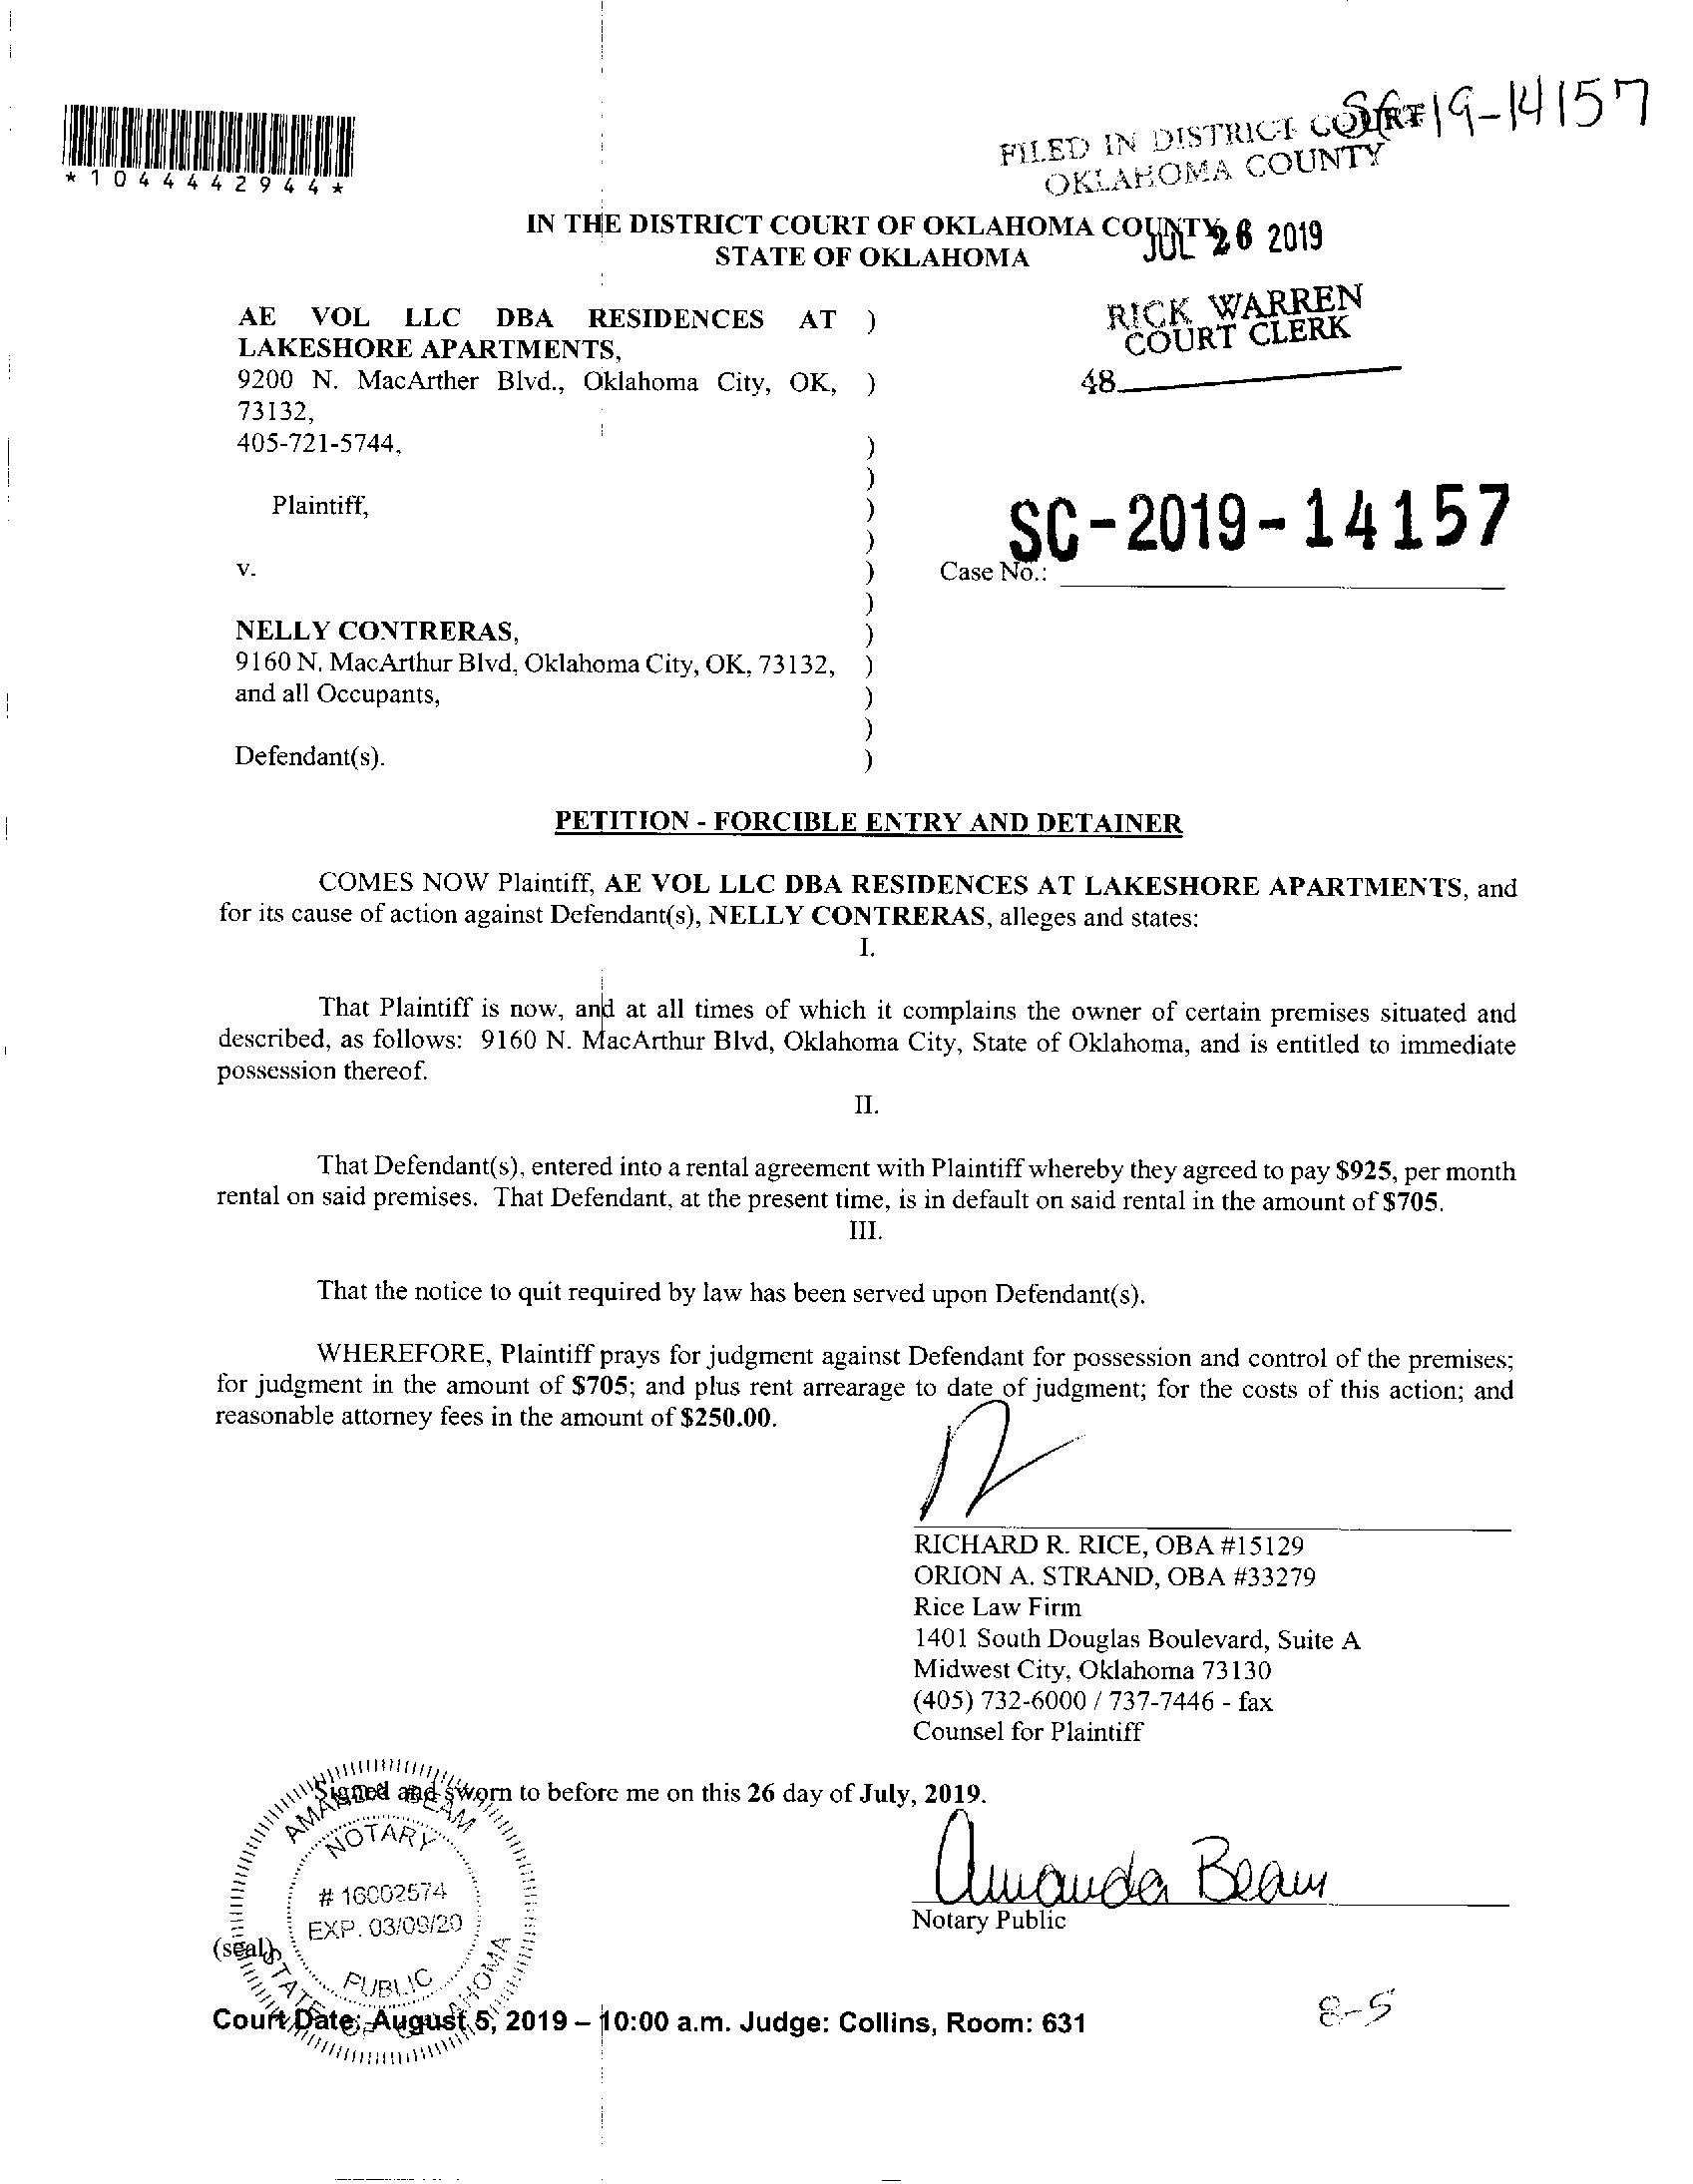 SC-19-14157
FILED IN DISTRICT COURT
OKLAHOMA COUNTY
*1044442944*
IN THE DISTRICT COURT OF OKLAHOMA COUNTY
STATE OF OKLAHOMA
JUL 26 2019
RICK WARREN
COURT CLERK
48
AE VOL LLC DBA RESIDENCES AT )
LAKESHORE APARTMENTS,
9200 N. MacArther Blvd., Oklahoma City, OK, )
73132,
405-721-5744, )
)
Plaintiff, )
)
v. )
SC-2019-14157
Case No.:
)
NELLY CONTRERAS, )
9160 N. MacArthur Blvd, Oklahoma City, OK, 73132, )
and all Occupants, )
)
Defendant(s). )
PETITION - FORCIBLE ENTRY AND DETAINER
COMES NOW Plaintiff, AE VOL LLC DBA RESIDENCES AT LAKESHORE APARTMENTS, and
for its cause of action against Defendant(s), NELLY CONTRERAS, alleges and states:
I.
That Plaintiff is now, and at all times of which it complains the owner of certain premises situated and
described, as follows: 9160 N. MacArthur Blvd, Oklahoma City, State of Oklahoma, and is entitled to immediate
possession thereof.
II.
That Defendant(s), entered into a rental agreement with Plaintiff whereby they agreed to pay $925, per month
rental on said premises. That Defendant, at the present time, is in default on said rental in the amount of $705.
III.
That the notice to quit required by law has been served upon Defendant(s).
WHEREFORE, Plaintiff prays for judgment against Defendant for possession and control of the premises;
for judgment in the amount of $705; and plus rent arrearage to date of judgment; for the costs of this action; and
reasonable attorney fees in the amount of $250.00.
RICHARD R. RICE, OBA #15129
ORION A. STRAND, OBA #33279
Rice Law Firm
1401 South Douglas Boulevard, Suite A
Midwest City, Oklahoma 73130
(405) 732-6000 / 737-7446 - fax
Counsel for Plaintiff
Signed and sworn to before me on this 26 day of July, 2019.
AMANDA BEAM
NOTARY
# 16002574
EXP. 03/09/20
PUBLIC
STATE OF OKLAHOMA
Amanda Beam
Notary Public
(seal)
Court Date: August 5, 2019 – 10:00 a.m. Judge: Collins, Room: 631
8-5